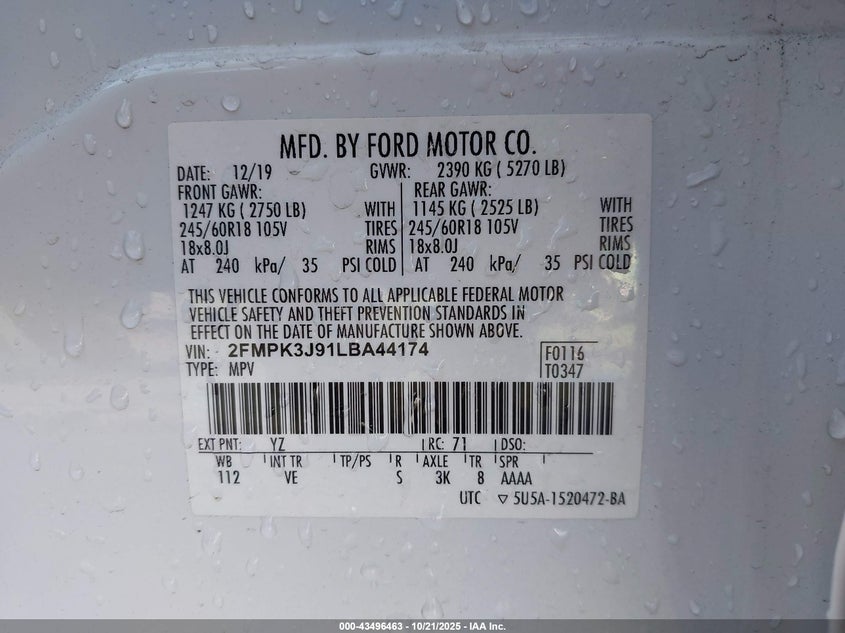 MFD. BY FORD MOTOR CO.
DATE: 12/19 GVWR: 2390 KG ( 5270 LB)
FRONT GAWR: REAR GAWR:
1247 KG ( 2750 LB) WITH 1145 KG ( 2525 LB) WITH
245/60R18 105V TIRES 245/60R18 105V TIRES
18x8.0J RIMS 18x8.0J RIMS
AT 240 kPa/ 35 PSI COLD AT 240 kPa/ 35 PSI COLD
THIS VEHICLE CONFORMS TO ALL APPLICABLE FEDERAL MOTOR
VEHICLE SAFETY AND THEFT PREVENTION STANDARDS IN
EFFECT ON THE DATE OF MANUFACTURE SHOWN ABOVE.
VIN: 2FMPK3J91LBA44174 F0116
TYPE: MPV T0347
EXT PNT: YZ RC: 71 DSO:
WB INT TR TP/PS R AXLE TR SPR
112 VE S 3K 8 AAAA
UTC ▽ 5U5A-1520472-BA
000-43496463 - 10/21/2025 - IAA Inc.